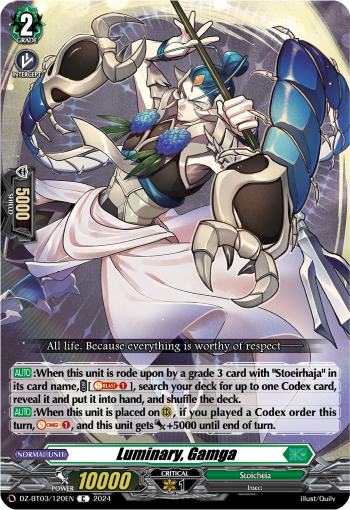 2
GRADE
INTERCEPT
5000
SHIELD
All life. Because everything is worthy of respect——
AUTO:When this unit is rode upon by a grade 3 card with "Stoeirhaja" in
its card name, [BLAST 1], search your deck for up to one Codex card,
reveal it and put it into hand, and shuffle the deck.
AUTO:When this unit is placed on R, if you played a Codex order this
turn, CHARGE 1, and this unit gets +5000 until end of turn.
NORMAL UNIT
Luminary, Gamga
POWER 10000
CRITICAL
1
Stoicheia
Insect
DZ-BT03/120EN C 2024
illust/Quily